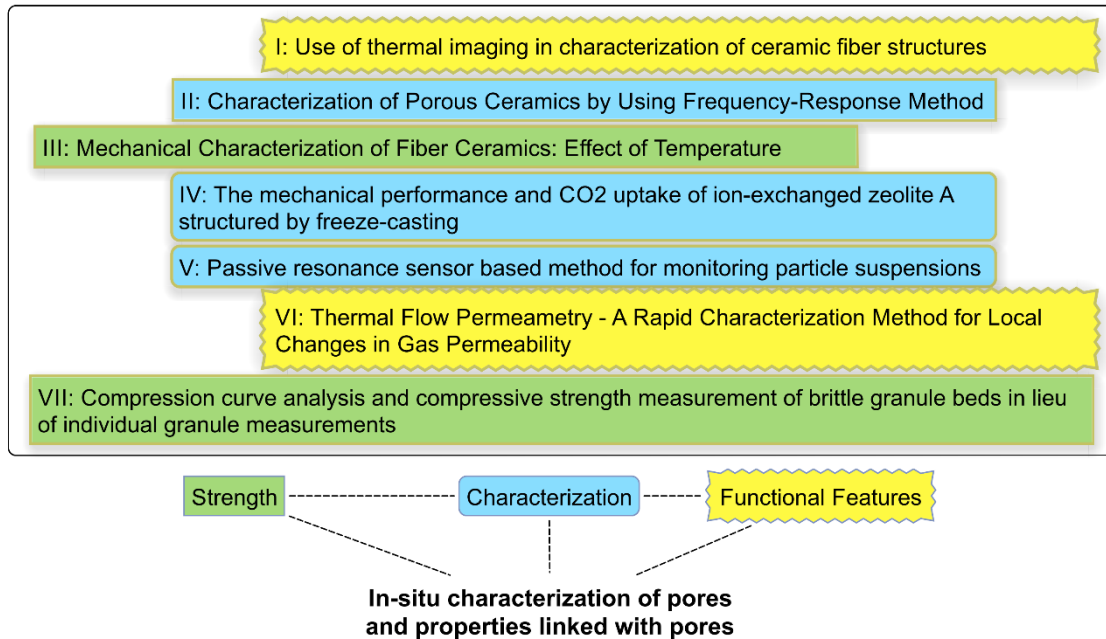 I: Use of thermal imaging in characterization of ceramic fiber structures
II: Characterization of Porous Ceramics by Using Frequency-Response Method
III: Mechanical Characterization of Fiber Ceramics: Effect of Temperature
IV: The mechanical performance and CO2 uptake of ion-exchanged zeolite A
structured by freeze-casting
V: Passive resonance sensor based method for monitoring particle suspensions
VI: Thermal Flow Permeametry - A Rapid Characterization Method for Local
Changes in Gas Permeability
VII: Compression curve analysis and compressive strength measurement of brittle granule beds in lieu
of individual granule measurements
Strength
Characterization
Functional Features
In-situ characterization of pores
and properties linked with pores